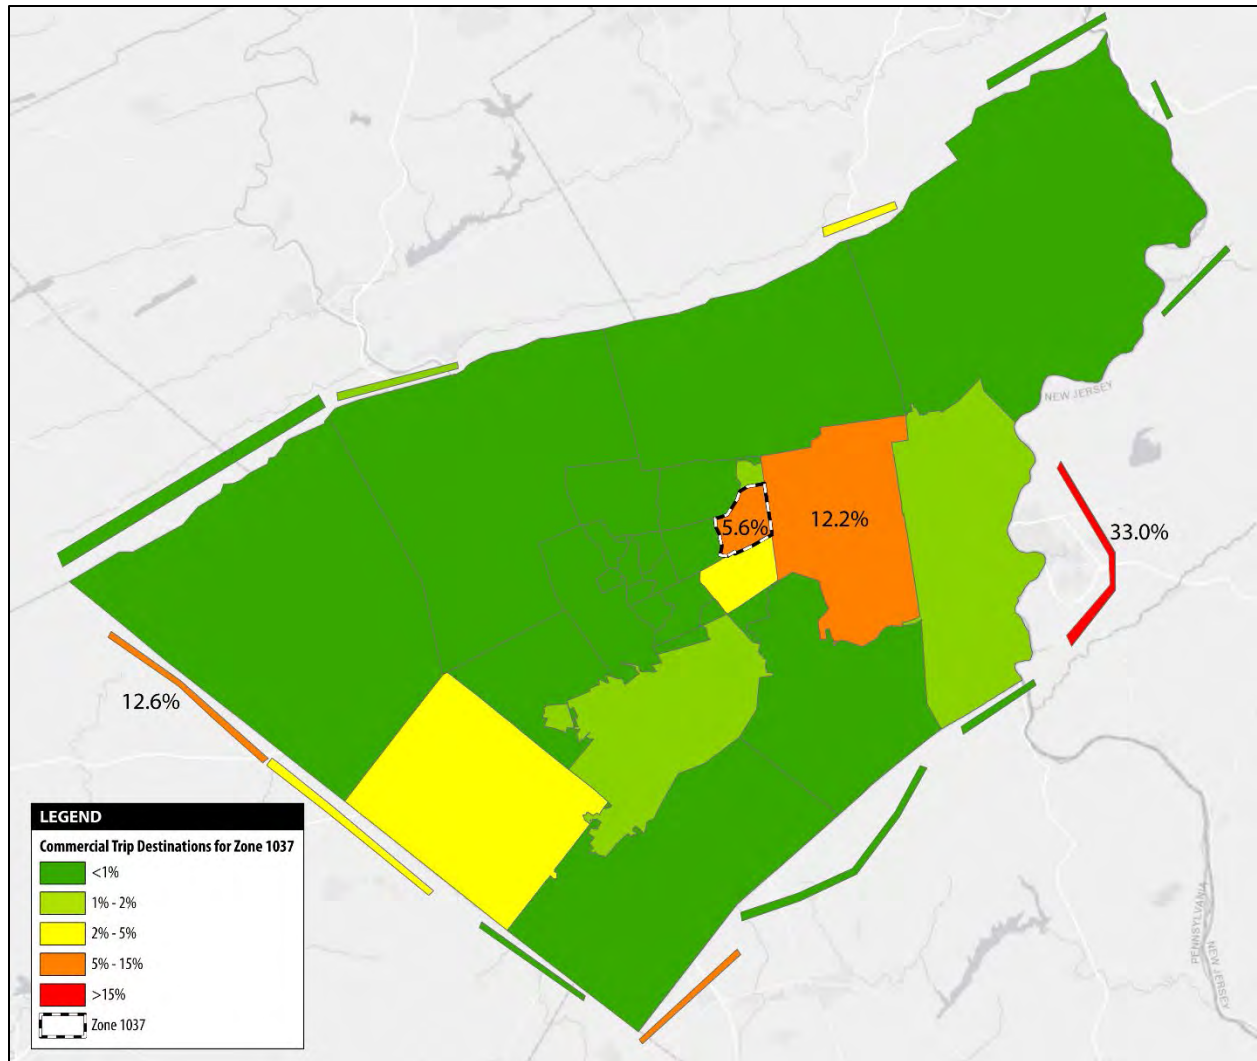 NEW JERSEY
5.6%
12.2%
33.0%
12.6%
LEGEND
Commercial Trip Destinations for Zone 1037
<1%
1% - 2%
2% - 5%
5% - 15%
>15%
Zone 1037
PENNSYLVANIA
NEW JERSEY